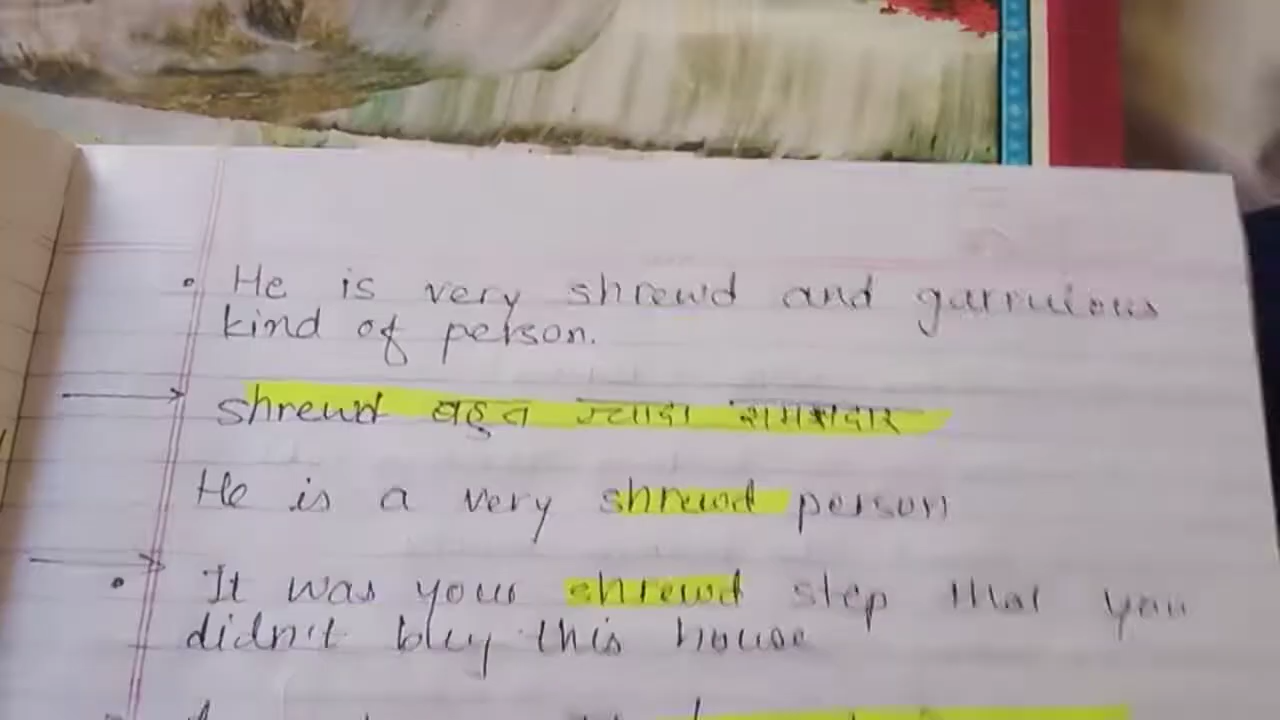 • He is very shrewd and garrulous
kind of person.
→ shrewd बहुत ज्यादा समझदार
He is a very shrewd person
→ • It was your shrewd step that you
didn't buy this house